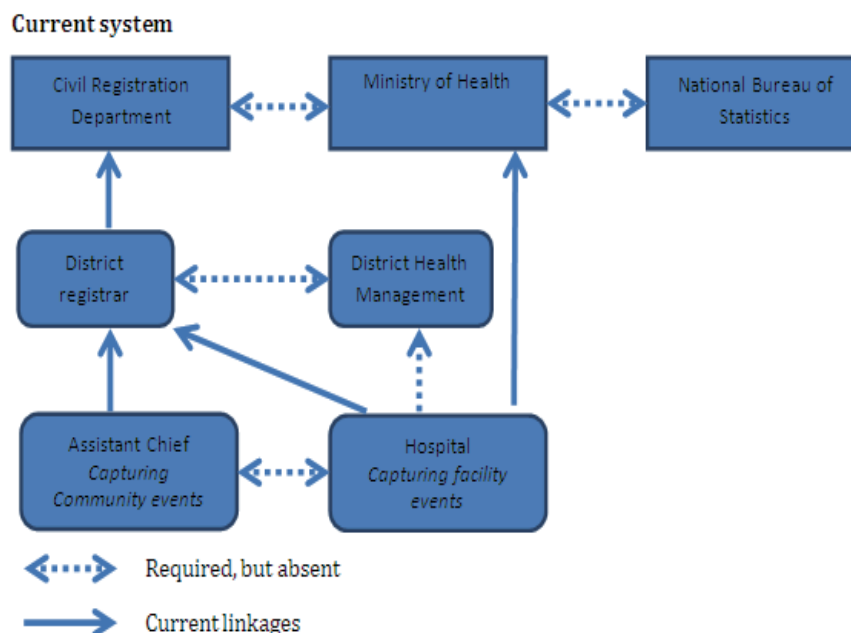 Current system
Civil Registration
Department
Ministry of Health
National Bureau of
Statistics
District
registrar
District Health
Management
Assistant Chief
Capturing
Community events
Hospital
Capturing facility
events
Required, but absent
Current linkages